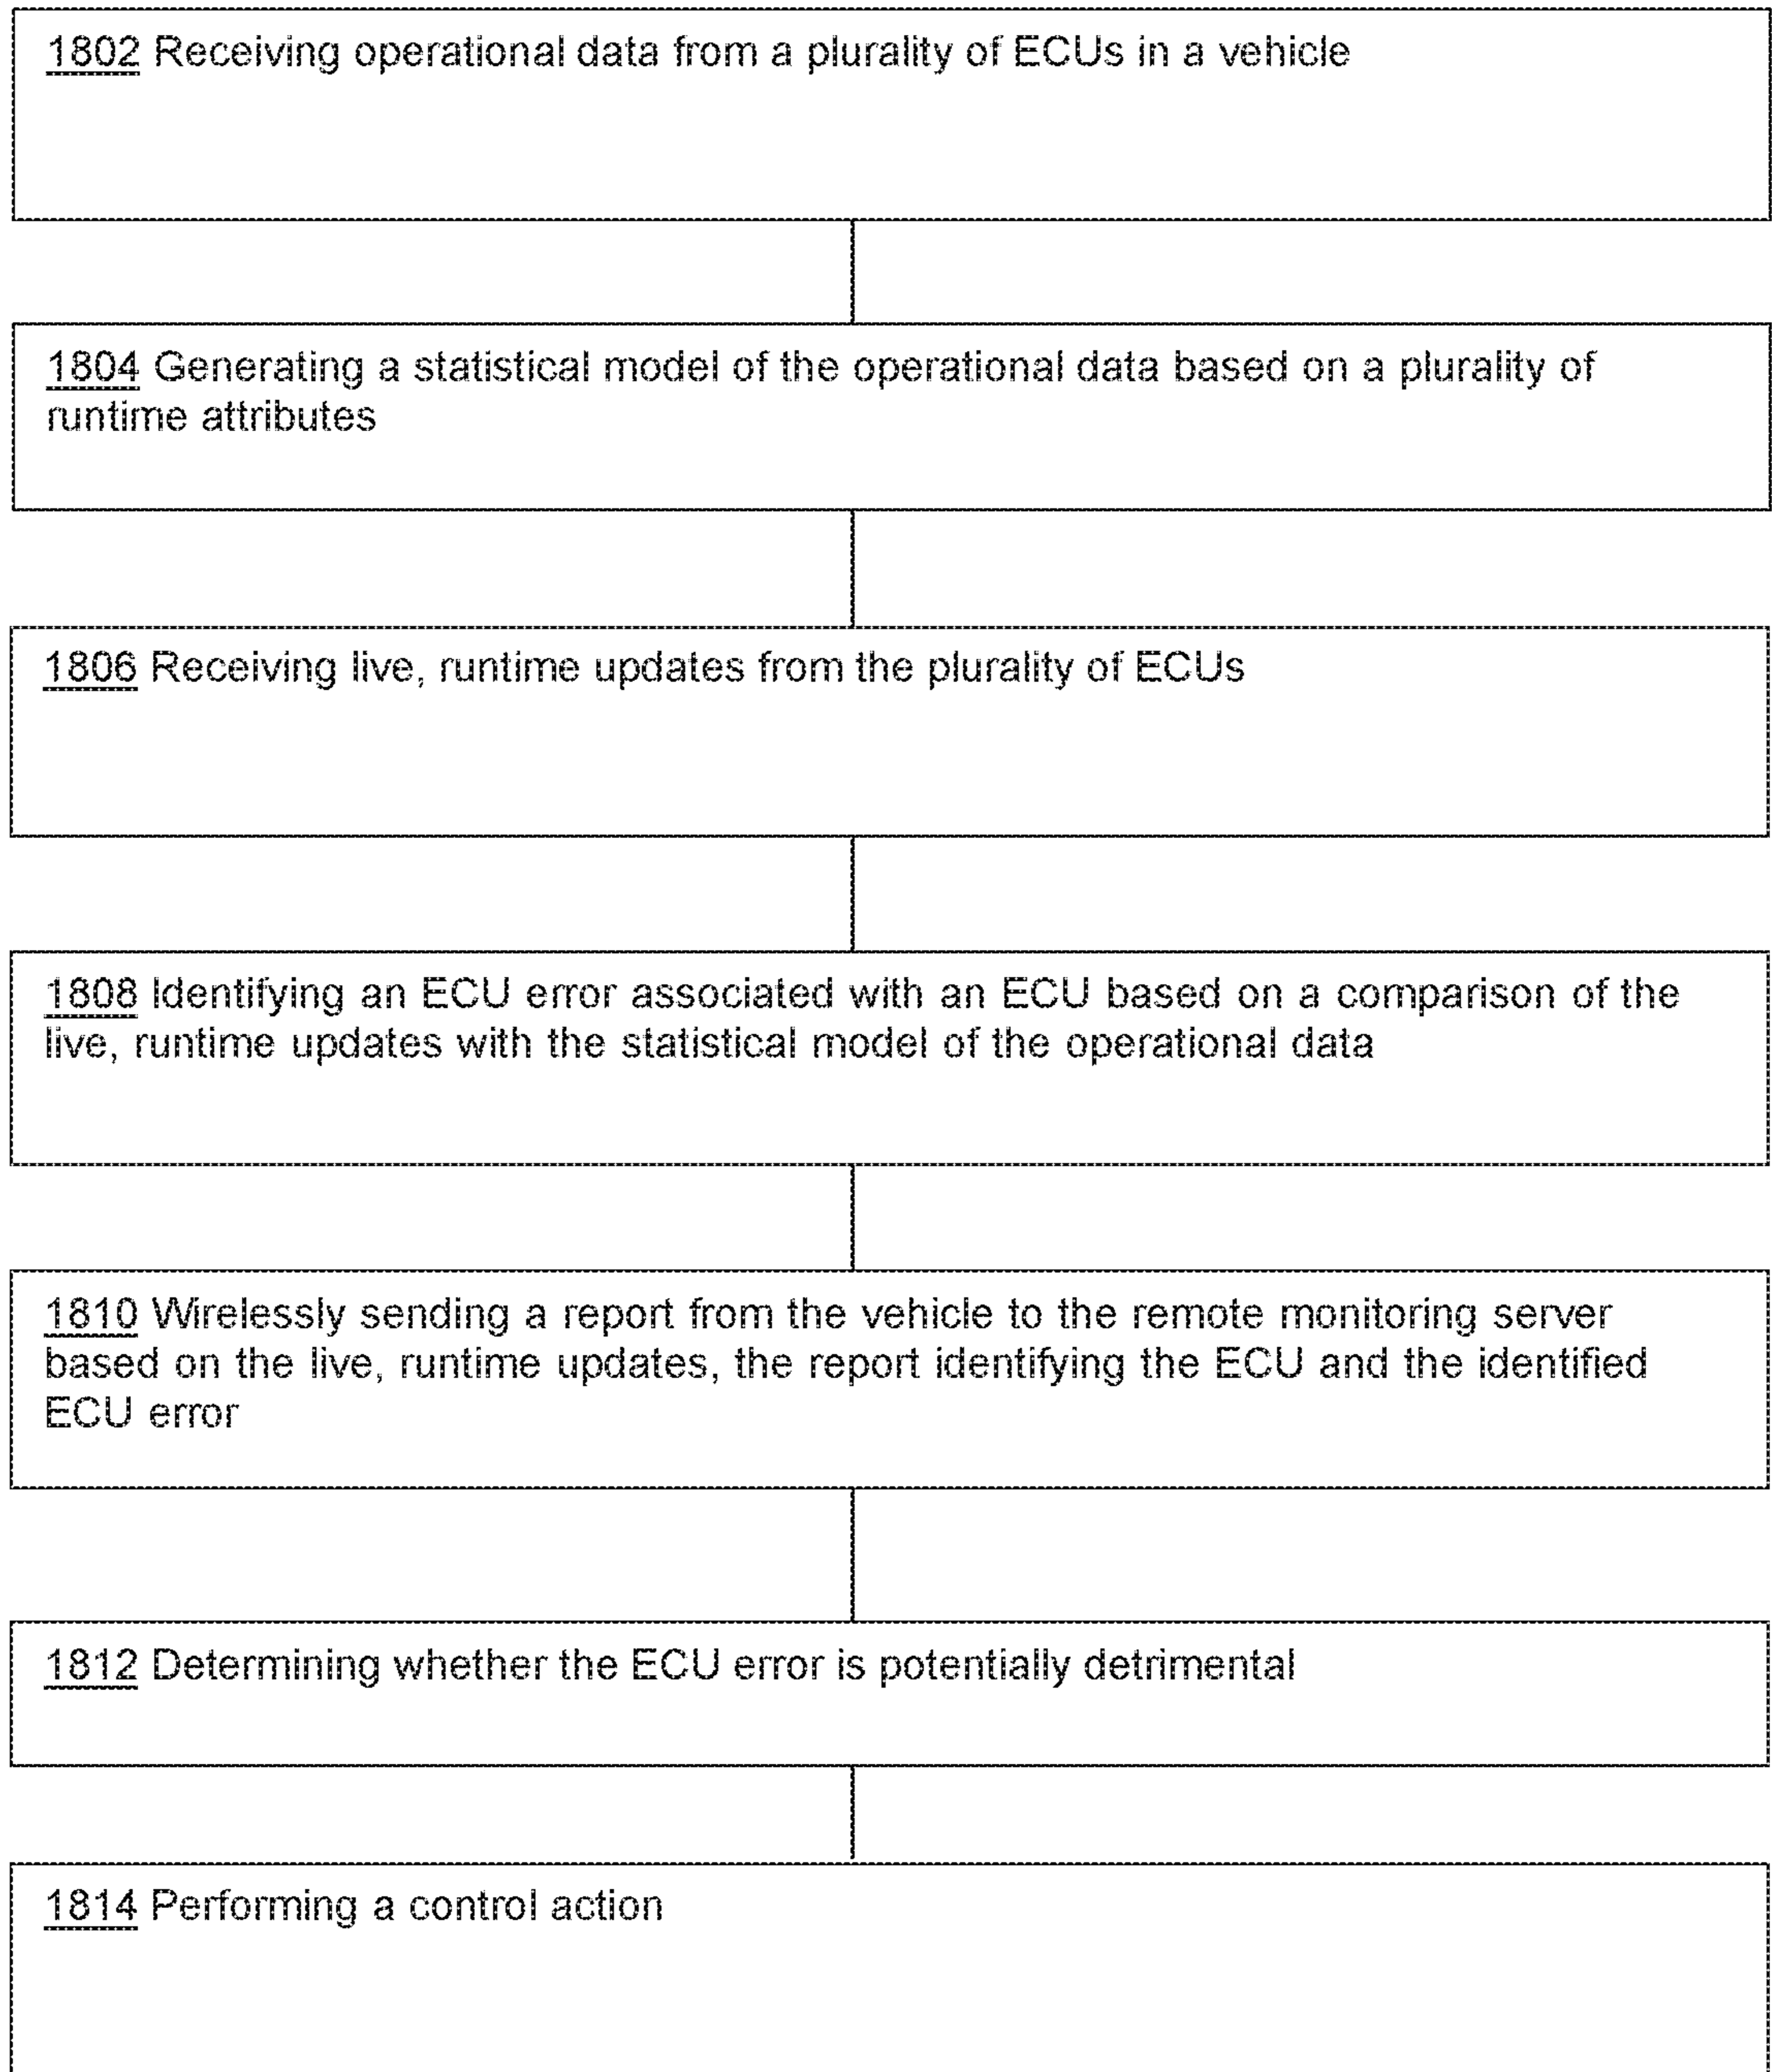 1802 Receiving operational data from a plurality of ECUs in a vehicle
1804 Generating a statistical model of the operational data based on a plurality of
runtime attributes
1806 Receiving live, runtime updates from the plurality of ECUs
1808 Identifying an ECU error associated with an ECU based on a comparison of the
live, runtime updates with the statistical model of the operational data
1810 Wirelessly sending a report from the vehicle to the remote monitoring server
based on the live, runtime updates, the report identifying the ECU and the identified
ECU error
1812 Determining whether the ECU error is potentially detrimental
1814 Performing a control action